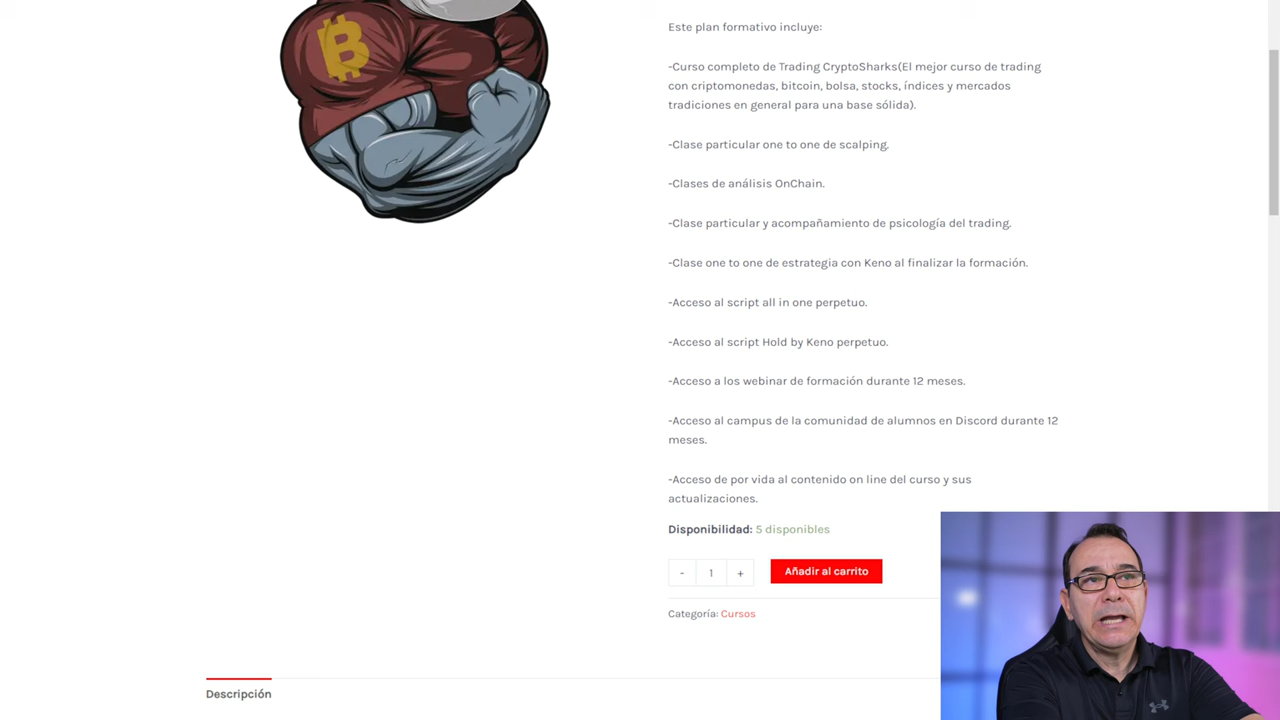 Este plan formativo incluye:
-Curso completo de Trading CryptoSharks(El mejor curso de trading
con criptomonedas, bitcoin, bolsa, stocks, índices y mercados
tradiciones en general para una base sólida).
-Clase particular one to one de scalping.
-Clases de análisis OnChain.
-Clase particular y acompañamiento de psicología del trading.
-Clase one to one de estrategia con Keno al finalizar la formación.
-Acceso al script all in one perpetuo.
-Acceso al script Hold by Keno perpetuo.
-Acceso a los webinar de formación durante 12 meses.
-Acceso al campus de la comunidad de alumnos en Discord durante 12
meses.
-Acceso de por vida al contenido on line del curso y sus
actualizaciones.
Disponibilidad: 5 disponibles
- 1 + Añadir al carrito
Categoría: Cursos
Descripción